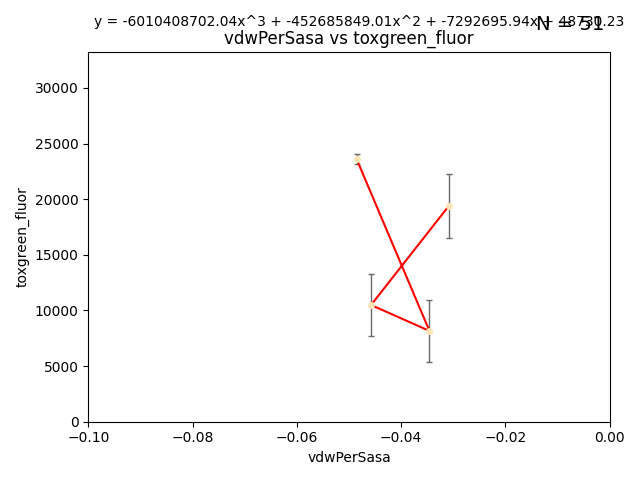 y = -6010408702.04x^3 + -452685849.01x^2 + -7292695.94x + 48730.23
N = 51
vdwPerSasa vs toxgreen_fluor
30000
25000
20000
15000
10000
5000
0
toxgreen_fluor
−0.10 −0.08 −0.06 −0.04 −0.02 0.00
vdwPerSasa